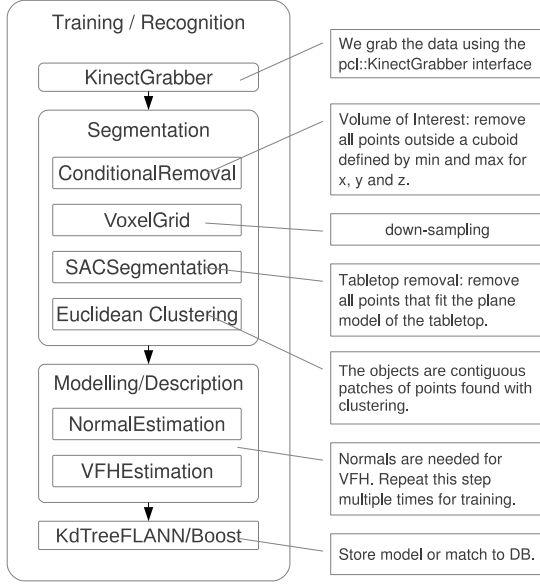 Training / Recognition
KinectGrabber
We grab the data using the
pcl::KinectGrabber interface
Segmentation
ConditionalRemoval
Volume of Interest: remove
all points outside a cuboid
defined by min and max for
x, y and z.
VoxelGrid
down-sampling
SACSegmentation
Tabletop removal: remove
all points that fit the plane
model of the tabletop.
Euclidean Clustering
The objects are contiguous
patches of points found with
clustering.
Modelling/Description
NormalEstimation
VFHEstimation
Normals are needed for
VFH. Repeat this step
multiple times for training.
KdTreeFLANN/Boost
Store model or match to DB.